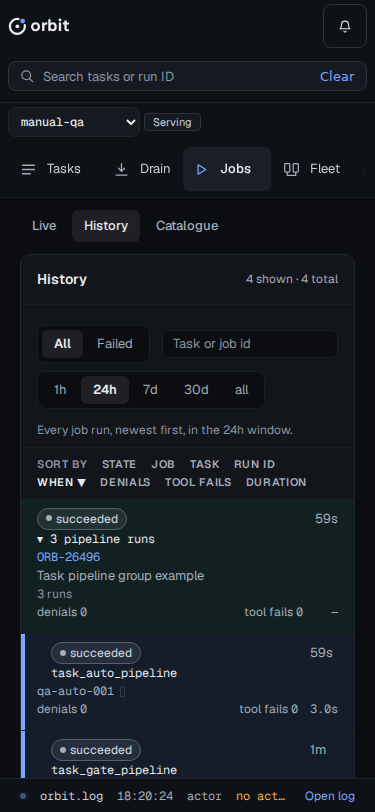 orbit
Search tasks or run ID Clear
manual-qa Serving
Tasks Drain Jobs Fleet
Live History Catalogue
History 4 shown · 4 total
All Failed Task or job id
1h 24h 7d 30d all
Every job run, newest first, in the 24h window.
SORT BY STATE JOB TASK RUN ID
WHEN ▼ DENIALS TOOL FAILS DURATION
succeeded 59s
▾ 3 pipeline runs
ORB-26496
Task pipeline group example
3 runs
denials 0 tool fails 0 —
succeeded 59s
task_auto_pipeline
qa-auto-001
denials 0 tool fails 0 3.0s
succeeded 1m
task_gate_pipeline
orbit.log 18:20:24 actor no act… Open log